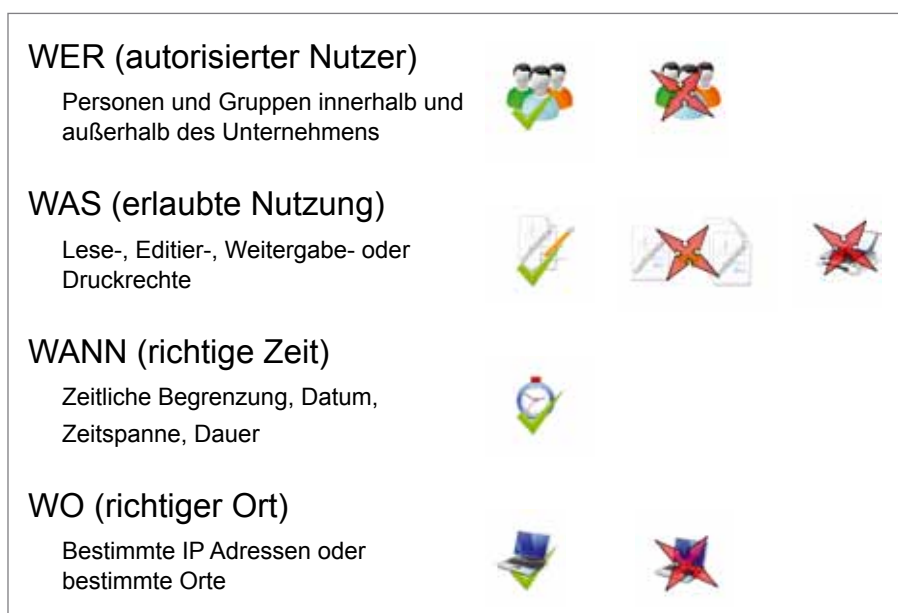 WER (autorisierter Nutzer)
Personen und Gruppen innerhalb und
außerhalb des Unternehmens
WAS (erlaubte Nutzung)
Lese-, Editier-, Weitergabe- oder
Druckrechte
WANN (richtige Zeit)
Zeitliche Begrenzung, Datum,
Zeitspanne, Dauer
WO (richtiger Ort)
Bestimmte IP Adressen oder
bestimmte Orte